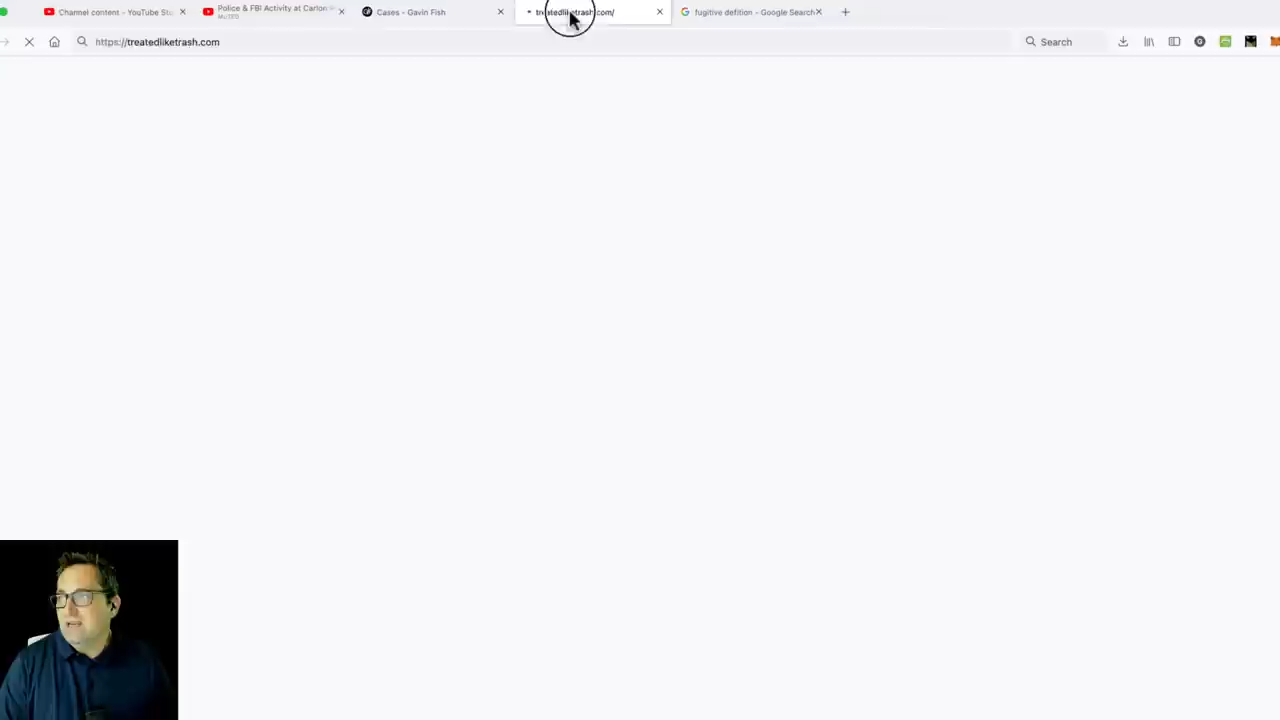 Channel content - YouTube Stu
Police & FBI Activity at Carlon
MUTED
Cases - Gavin Fish
treatedliketrash.com/
fugitive defition - Google Search
https://treatedliketrash.com
Search